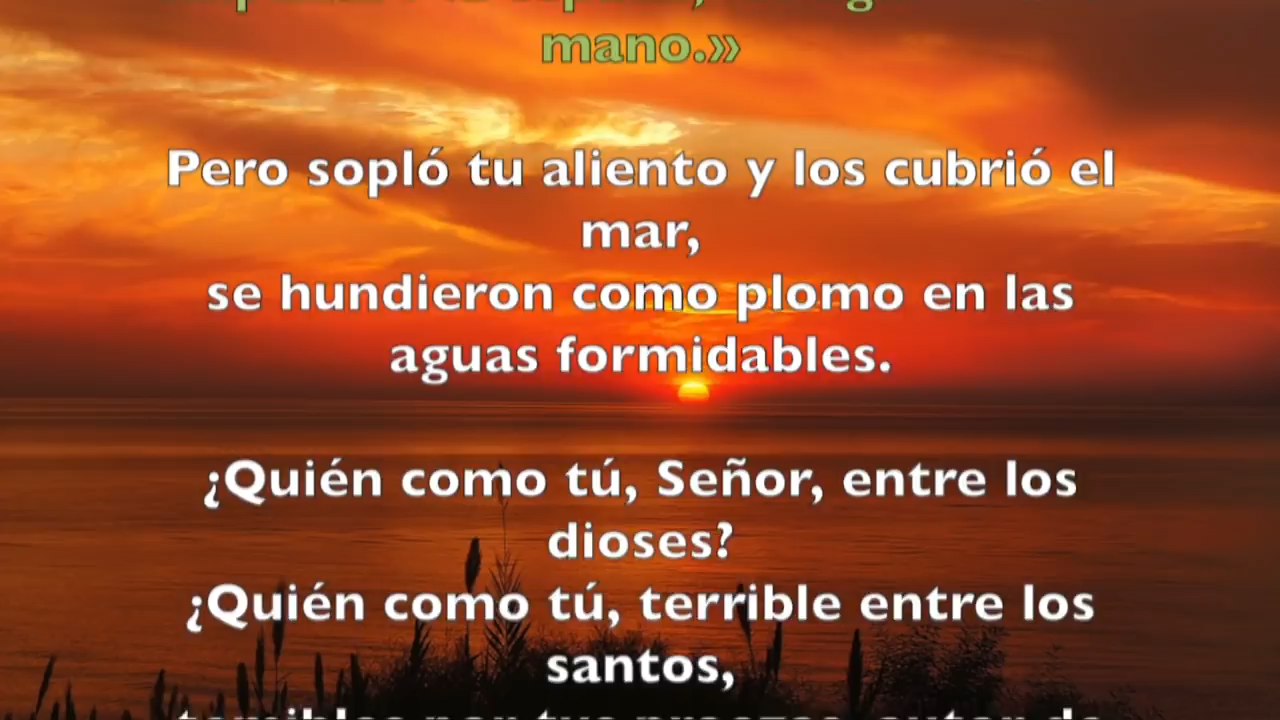 mano.»
Pero sopló tu aliento y los cubrió el
mar,
se hundieron como plomo en las
aguas formidables.
¿Quién como tú, Señor, entre los
dioses?
¿Quién como tú, terrible entre los
santos,